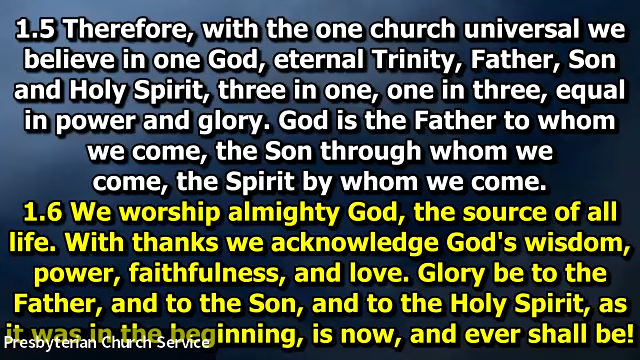 1.5 Therefore, with the one church universal we
believe in one God, eternal Trinity, Father, Son
and Holy Spirit, three in one, one in three, equal
in power and glory. God is the Father to whom
we come, the Son through whom we
come, the Spirit by whom we come.
1.6 We worship almighty God, the source of all
life. With thanks we acknowledge God's wisdom,
power, faithfulness, and love. Glory be to the
Father, and to the Son, and to the Holy Spirit, as
it was in the beginning, is now, and ever shall be!
Presbyterian Church Service